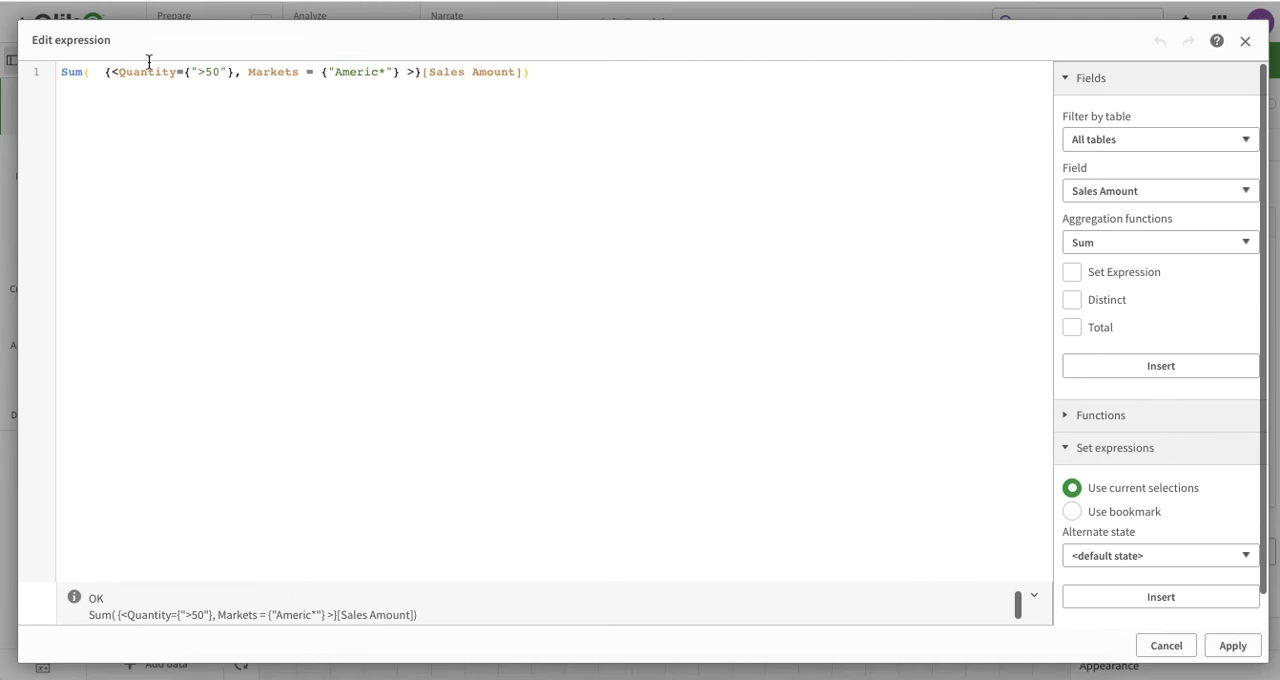 Prepare
Analyze
Narrate
Edit expression
1 Sum(  {<Quantity={">50"}, Markets = {"Americ*"} >}[Sales Amount])
Fields
Filter by table
All tables
Field
Sales Amount
Aggregation functions
Sum
Set Expression
Distinct
Total
Insert
Functions
Set expressions
Use current selections
Use bookmark
Alternate state
<default state>
Insert
OK
Sum( {<Quantity={">50"}, Markets = {"Americ*"} >}[Sales Amount])
Cancel
Apply
Add data
Appearance